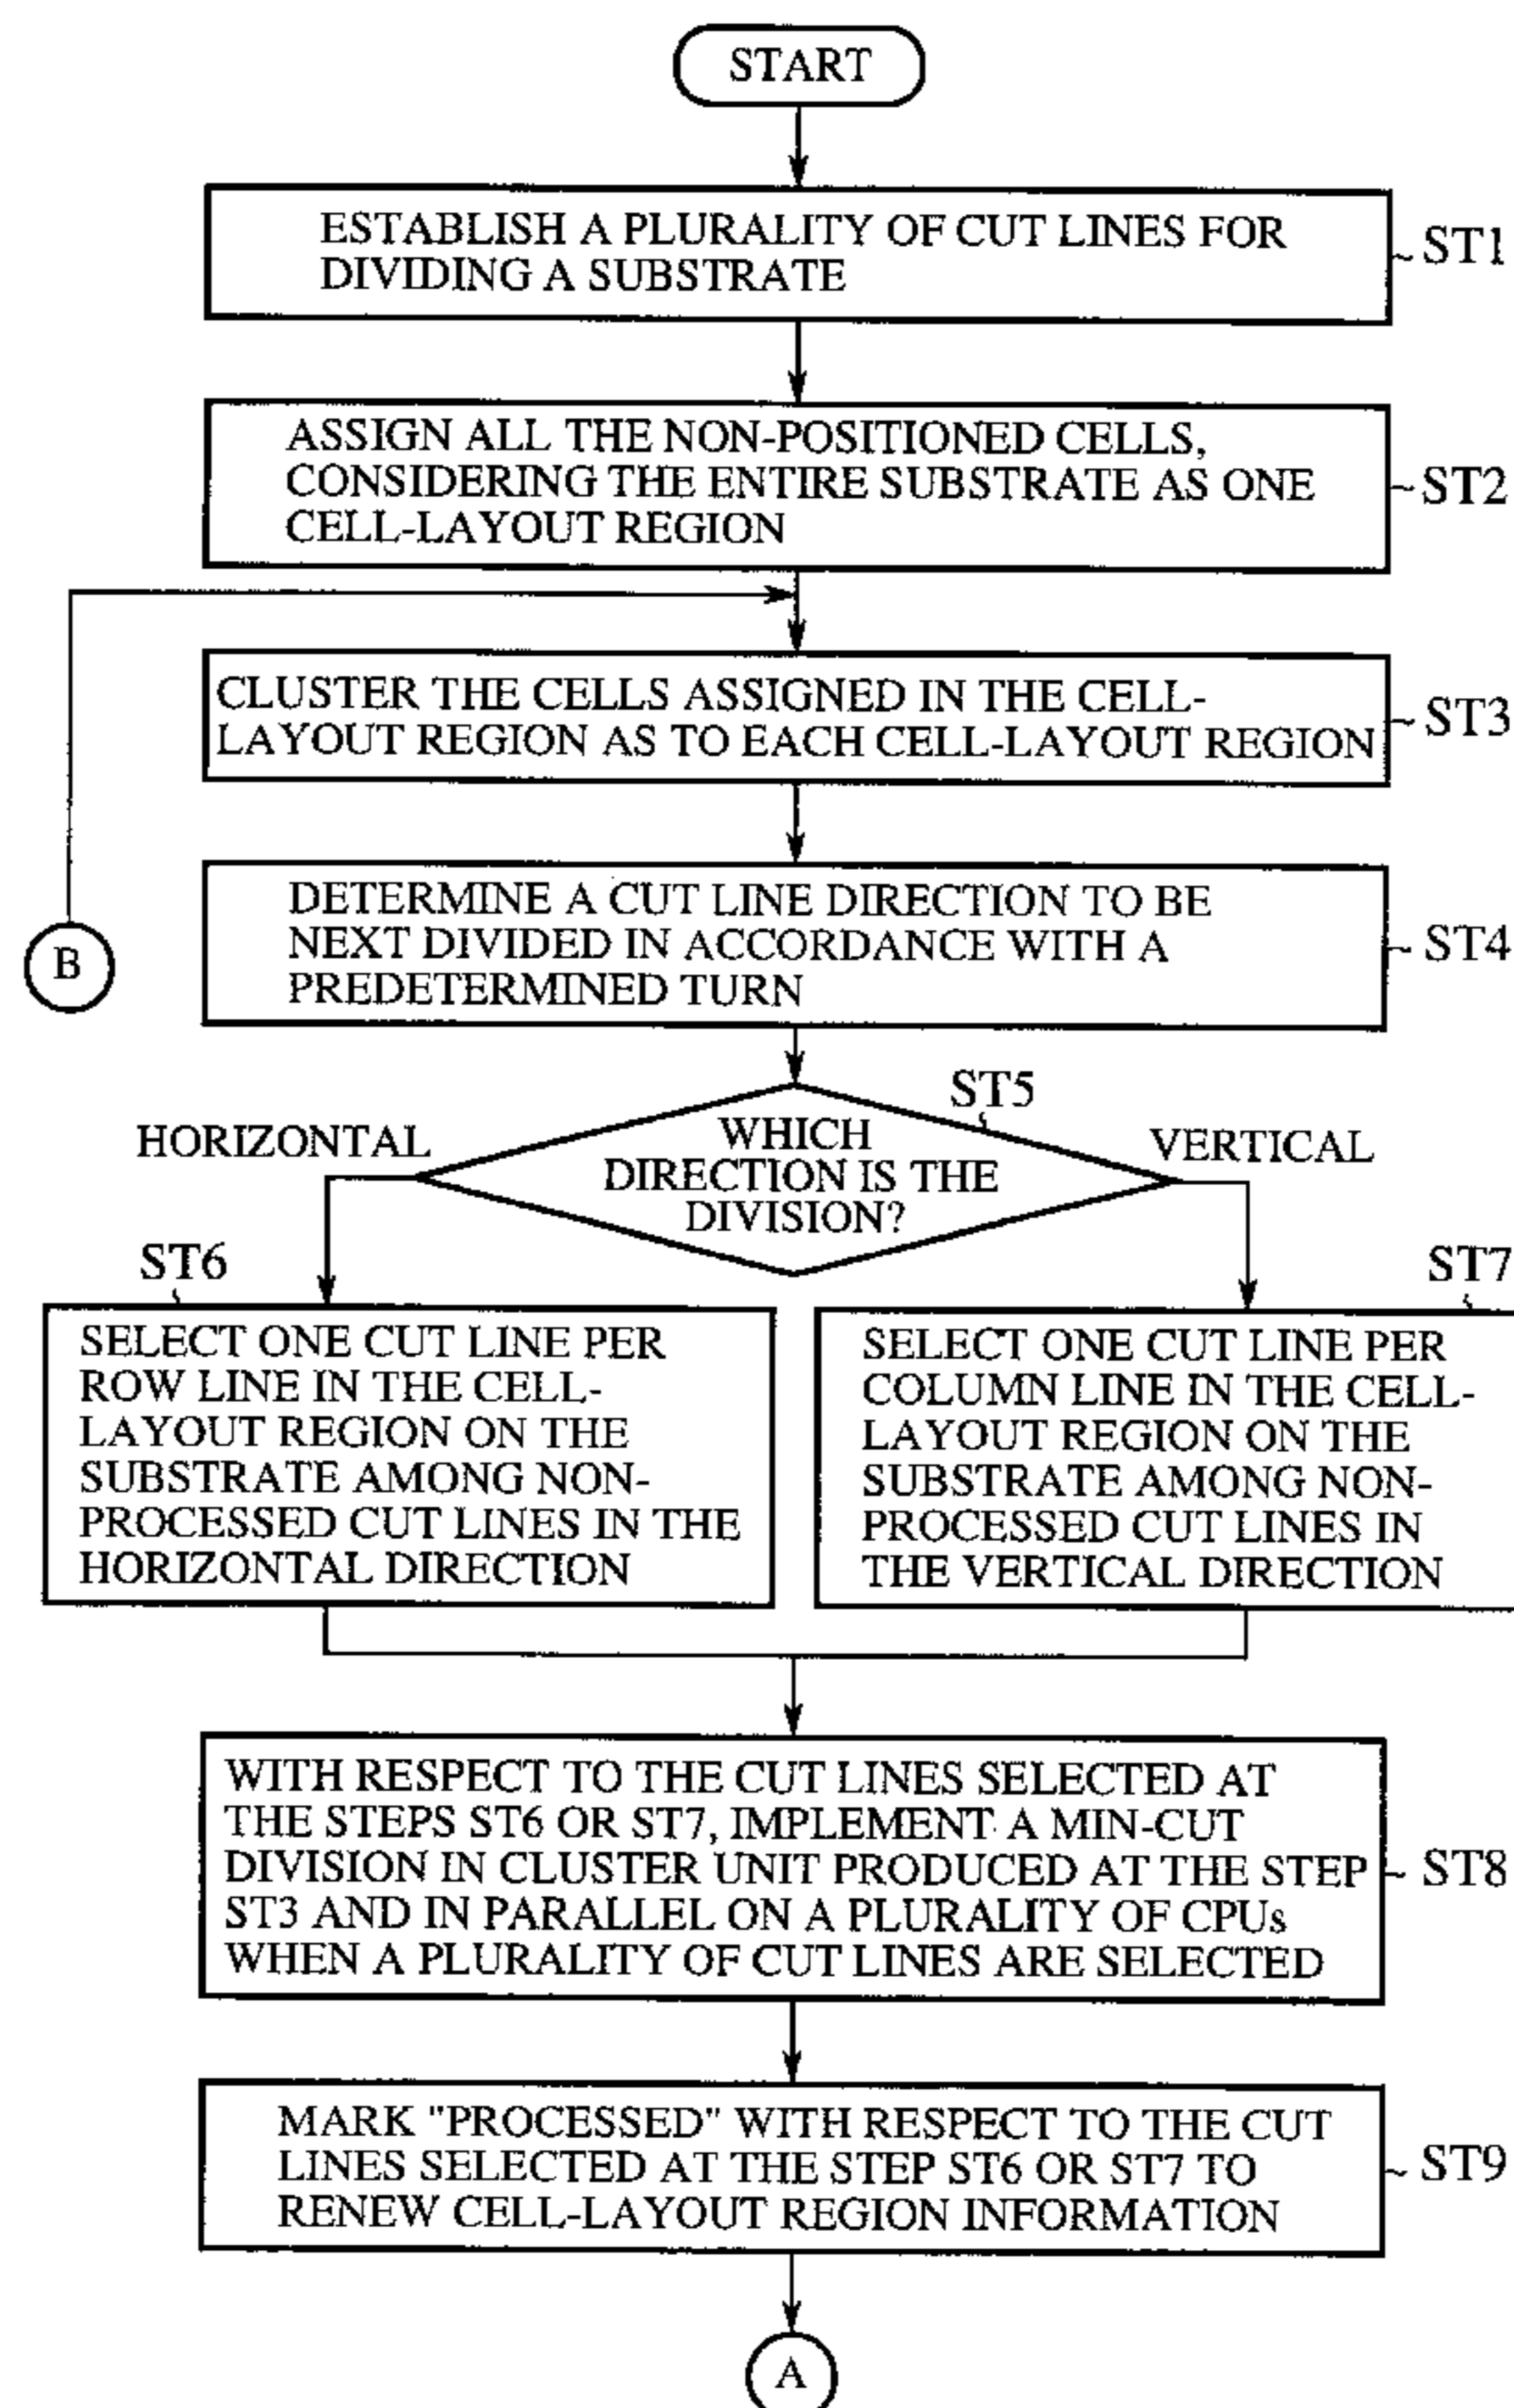 START
ESTABLISH A PLURALITY OF CUT LINES FOR
DIVIDING A SUBSTRATE
ST1
ASSIGN ALL THE NON-POSITIONED CELLS,
CONSIDERING THE ENTIRE SUBSTRATE AS ONE
CELL-LAYOUT REGION
ST2
CLUSTER THE CELLS ASSIGNED IN THE CELL-
LAYOUT REGION AS TO EACH CELL-LAYOUT REGION
ST3
DETERMINE A CUT LINE DIRECTION TO BE
NEXT DIVIDED IN ACCORDANCE WITH A
PREDETERMINED TURN
ST4
B
ST5
HORIZONTAL
WHICH
DIRECTION IS THE
DIVISION?
VERTICAL
ST6
SELECT ONE CUT LINE PER
ROW LINE IN THE CELL-
LAYOUT REGION ON THE
SUBSTRATE AMONG NON-
PROCESSED CUT LINES IN THE
HORIZONTAL DIRECTION
ST7
SELECT ONE CUT LINE PER
COLUMN LINE IN THE CELL-
LAYOUT REGION ON THE
SUBSTRATE AMONG NON-
PROCESSED CUT LINES IN
THE VERTICAL DIRECTION
WITH RESPECT TO THE CUT LINES SELECTED AT
THE STEPS ST6 OR ST7, IMPLEMENT A MIN-CUT
DIVISION IN CLUSTER UNIT PRODUCED AT THE STEP
ST3 AND IN PARALLEL ON A PLURALITY OF CPUs
WHEN A PLURALITY OF CUT LINES ARE SELECTED
ST8
MARK "PROCESSED" WITH RESPECT TO THE CUT
LINES SELECTED AT THE STEP ST6 OR ST7 TO
RENEW CELL-LAYOUT REGION INFORMATION
ST9
A